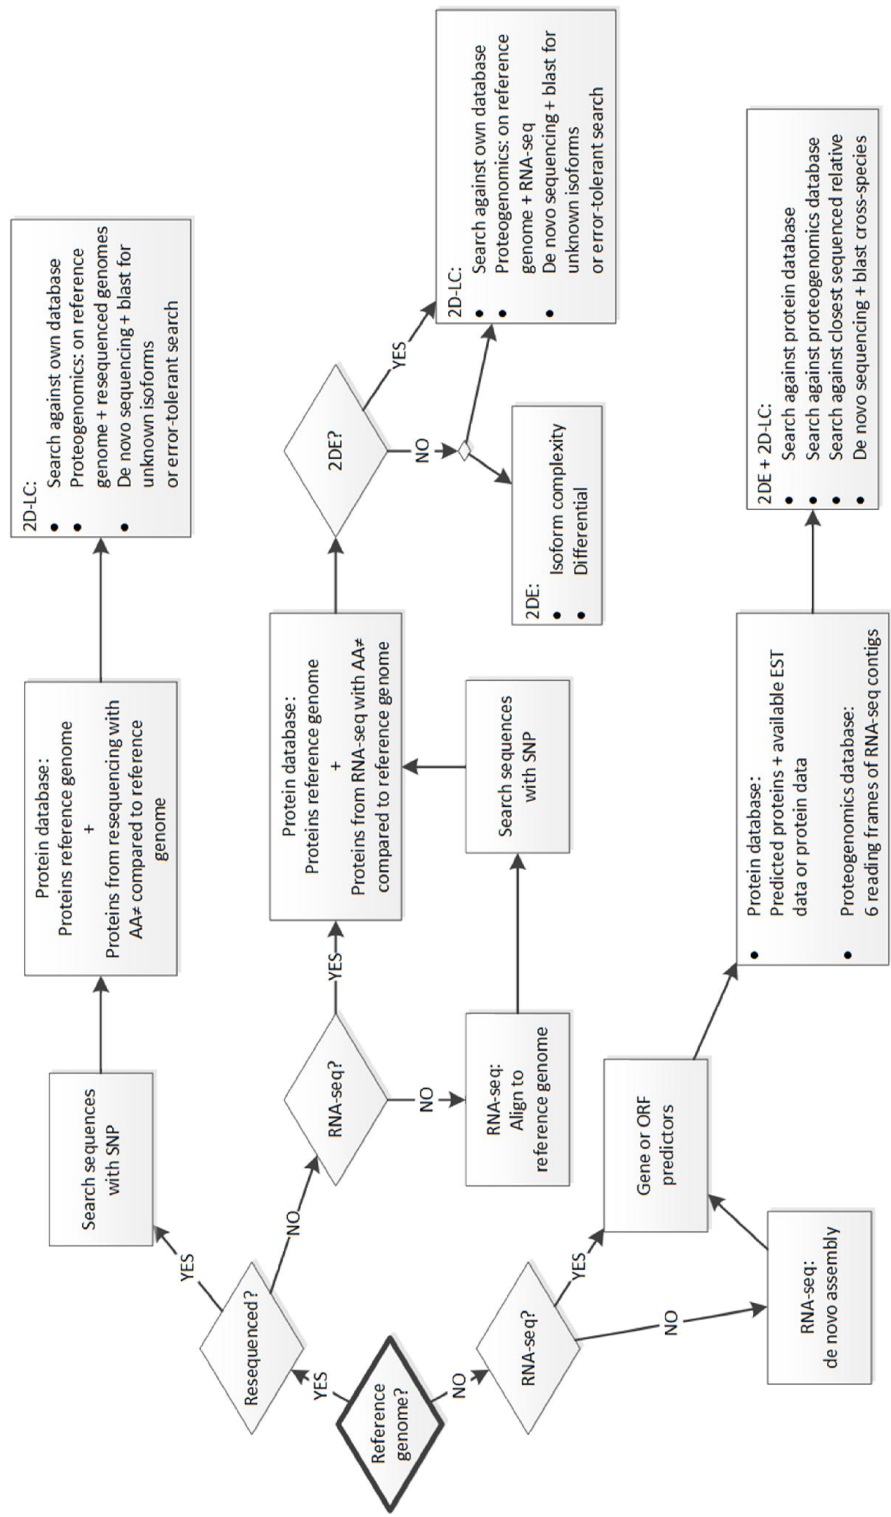 Reference
genome?
YES
NO
Resequenced?
YES
NO
Search sequences
with SNP
Protein database:
Proteins reference genome
+
Proteins from resequencing with
AA≠ compared to reference
genome
2D-LC:
• Search against own database
• Proteogenomics: on reference
genome + resequenced genomes
• De novo sequencing + blast for
unknown isoforms
or error-tolerant search
RNA-seq?
YES
NO
RNA-seq:
Align to
reference genome
Search sequences
with SNP
Protein database:
Proteins reference genome
+
Proteins from RNA-seq with AA≠
compared to reference genome
2DE?
YES
NO
2D-LC:
• Search against own database
• Proteogenomics: on reference
genome + RNA-seq
• De novo sequencing + blast for
unknown isoforms
or error-tolerant search
2DE:
• Isoform complexity
• Differential
RNA-seq?
YES
NO
RNA-seq:
de novo assembly
Gene or ORF
predictors
• Protein database:
Predicted proteins + available EST
data or protein data
• Proteogenomics database:
6 reading frames of RNA-seq contigs
2DE + 2D-LC:
• Search against protein database
• Search against proteogenomics database
• Search against closest sequenced relative
• De novo sequencing + blast cross-species